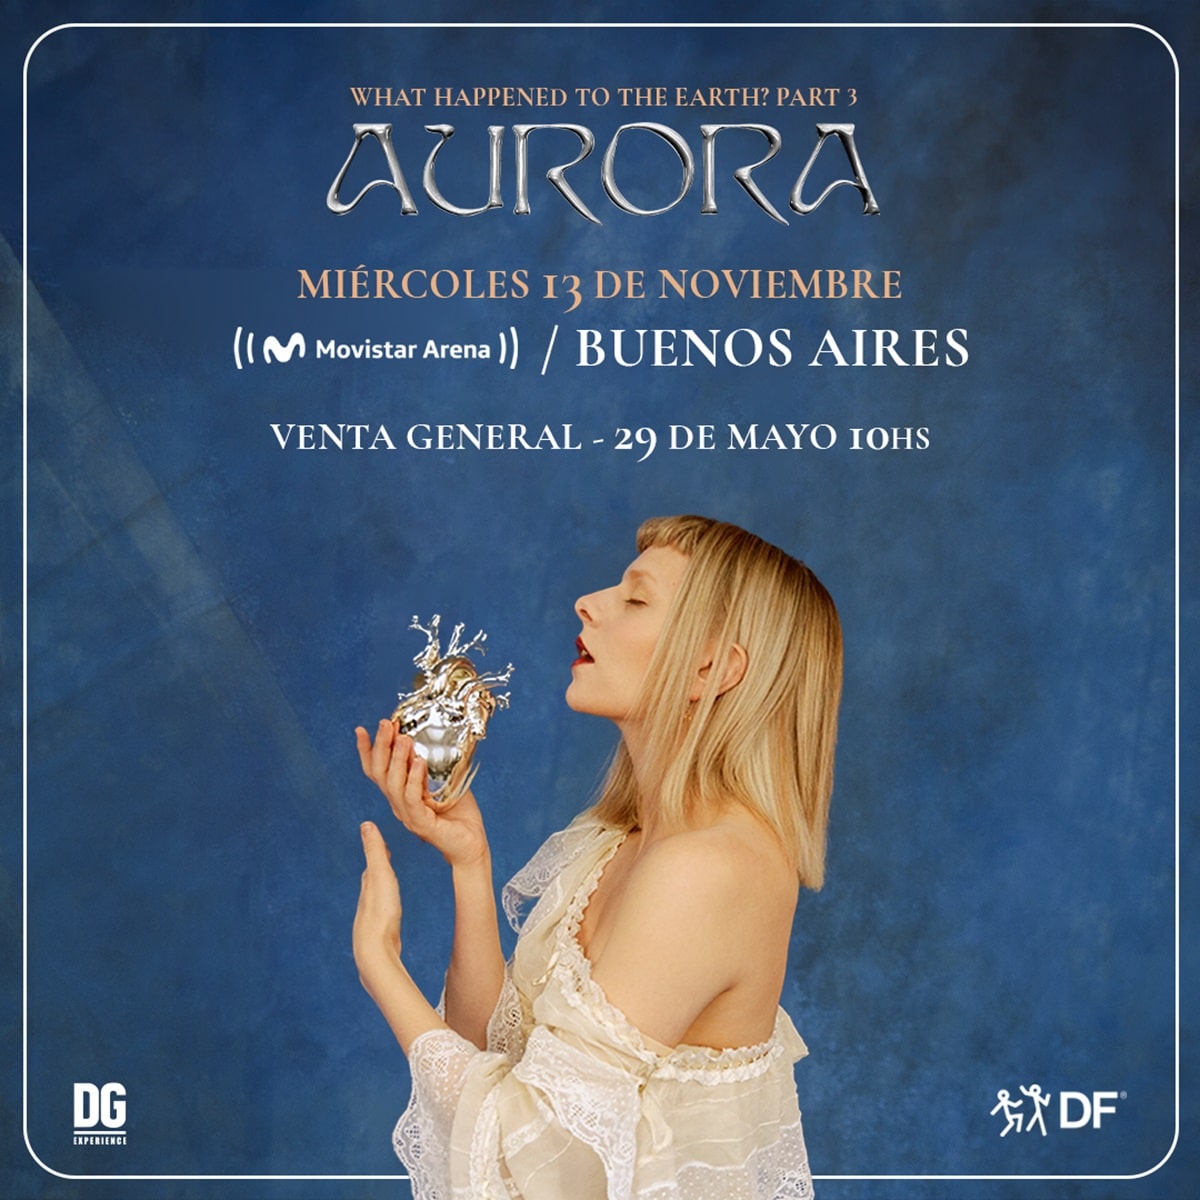 WHAT HAPPENED TO THE EARTH? PART 3
AURORA
MIÉRCOLES 13 DE NOVIEMBRE
Movistar Arena / BUENOS AIRES
VENTA GENERAL - 29 DE MAYO 10HS
DG
EXPERIENCE
DF®